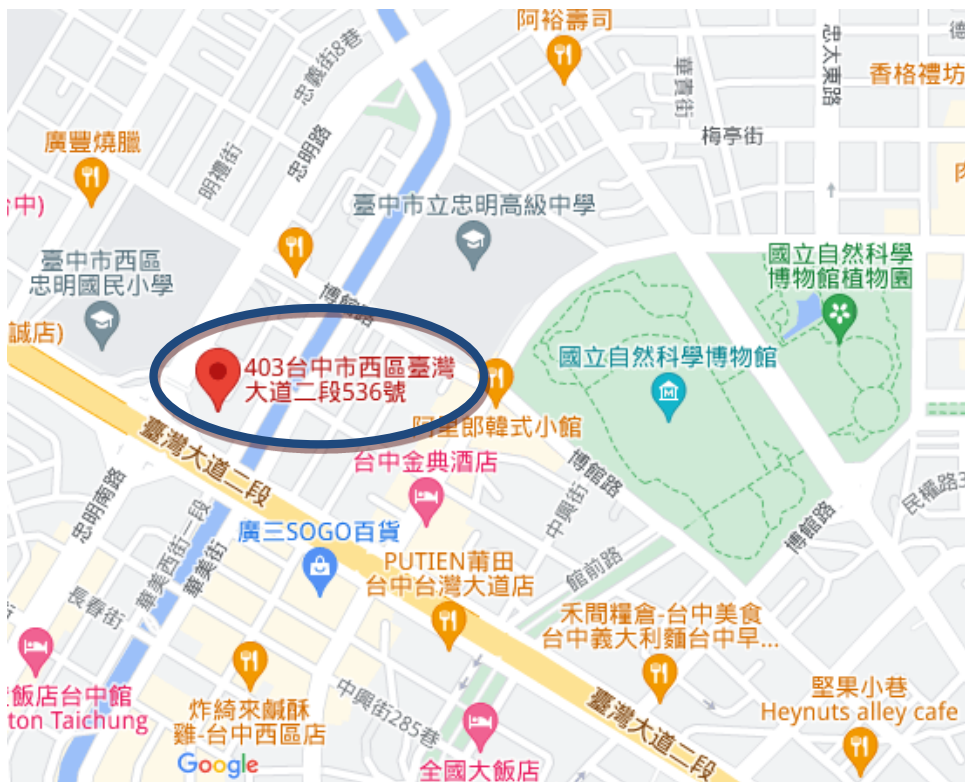 阿裕壽司
忠義街8巷
忠明路
華貴街
忠太東路
德
香格禮坊
廣豐燒臘
明禮街
梅亭街
肉
台中)
臺中市立忠明高級中學
臺中市西區
忠明國民小學
國立自然科學
博物館植物園
博館路
誠店)
403台中市西區臺灣
大道二段536號
國立自然科學博物館
阿里郎韓式小館
臺灣大道二段
台中金典酒店
博館路
中興街
民權路3
忠明南路
華美西街一段
華美街
廣三SOGO百貨
博館路
館前路
PUTIEN莆田
台中台灣大道店
長春街
禾間糧倉-台中美食
台中義大利麵台中早...
飯店台中館
ton Taichung
炸綺來鹹酥
雞-台中西區店
中興街285巷
臺灣大道二段
堅果小巷
Heynuts alley cafe
Google
全國大飯店